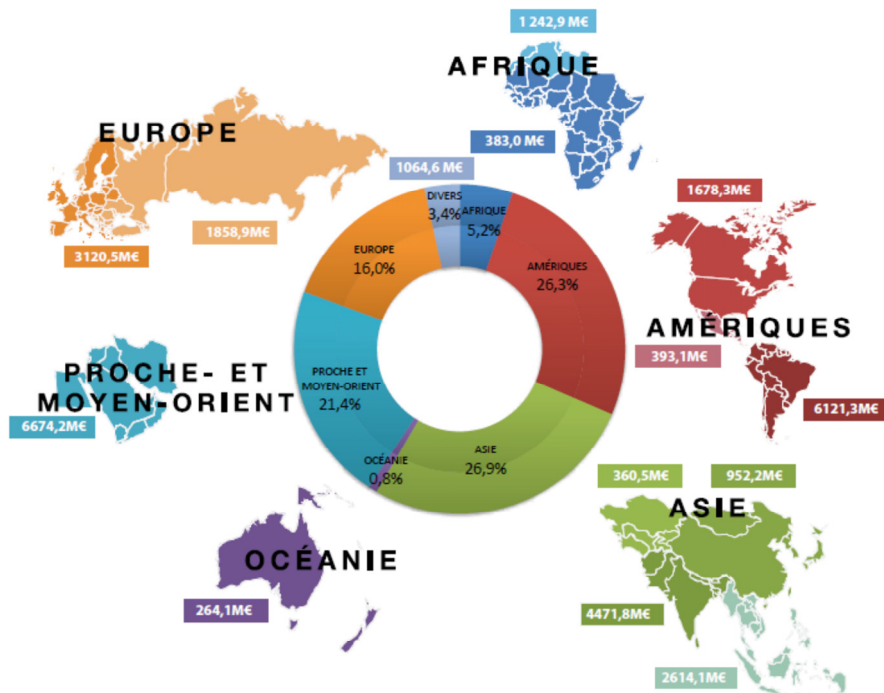 1 242,9 M€
AFRIQUE
383,0 M€
EUROPE
1858,9M€
3120,5M€
1064,6 M€
DIVERS
3,4%
AFRIQUE
5,2%
EUROPE
16,0%
AMÉRIQUES
26,3%
PROCHE ET
MOYEN-ORIENT
21,4%
OCÉANIE
0,8%
ASIE
26,9%
1678,3M€
AMÉRIQUES
393,1M€
6121,3M€
PROCHE- ET
MOYEN-ORIENT
6674,2M€
360,5M€
952,2M€
ASIE
4471,8M€
2614,1M€
OCÉANIE
264,1M€